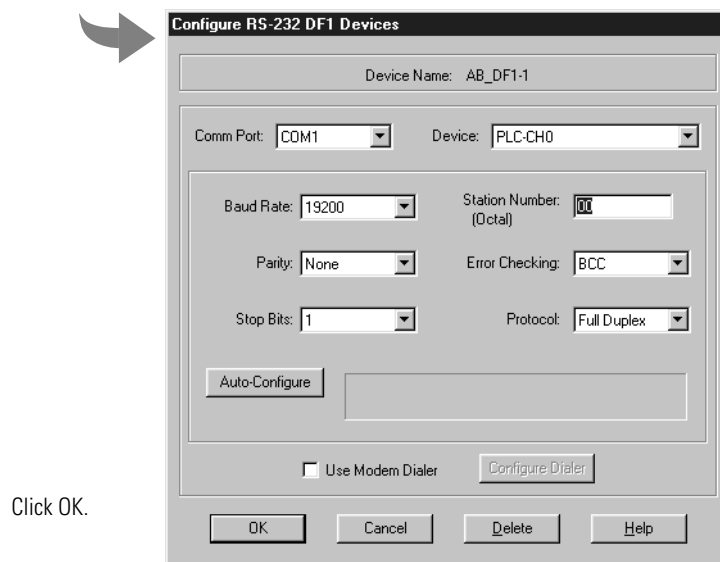 Configure RS-232 DF1 Devices
Device Name: AB_DF1-1
Comm Port: COM1 Device: PLC-CH0
Baud Rate: 19200 Station Number: 00
(Octal)
Parity: None Error Checking: BCC
Stop Bits: 1 Protocol: Full Duplex
Auto-Configure
Use Modem Dialer Configure Dialer
Click OK.
OK Cancel Delete Help